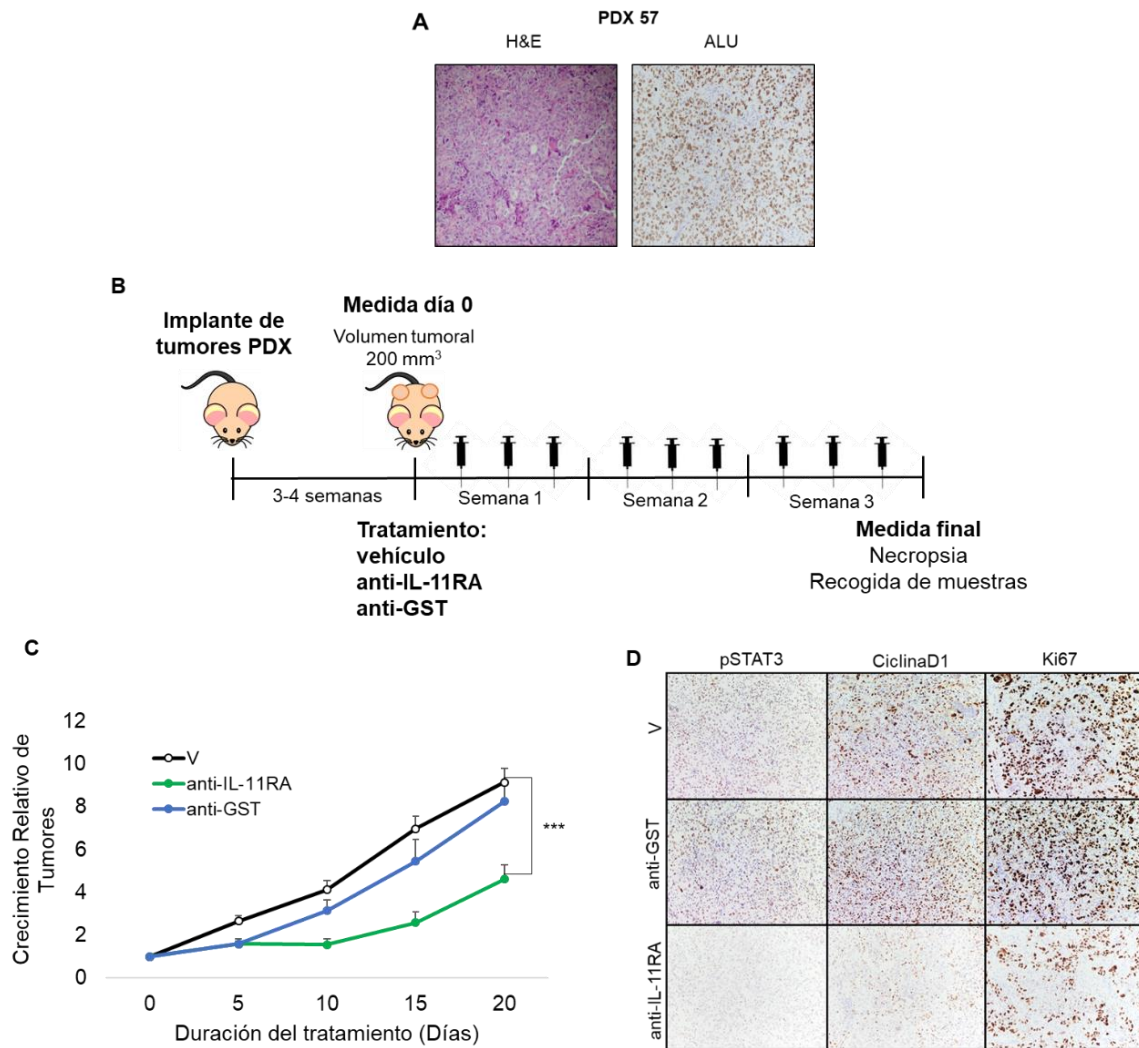 A
PDX 57
H&E
ALU
B
Implante de
tumores PDX
Medida día 0
Volumen tumoral
200 mm³
3-4 semanas
Semana 1
Semana 2
Semana 3
Tratamiento:
vehículo
anti-IL-11RA
anti-GST
Medida final
Necropsia
Recogida de muestras
C
Crecimiento Relativo de
Tumores
12
10
8
6
4
2
0
V
anti-IL-11RA
anti-GST
***
0
5
10
15
20
Duración del tratamiento (Días)
D
pSTAT3
CiclinaD1
Ki67
V
anti-GST
anti-IL-11RA